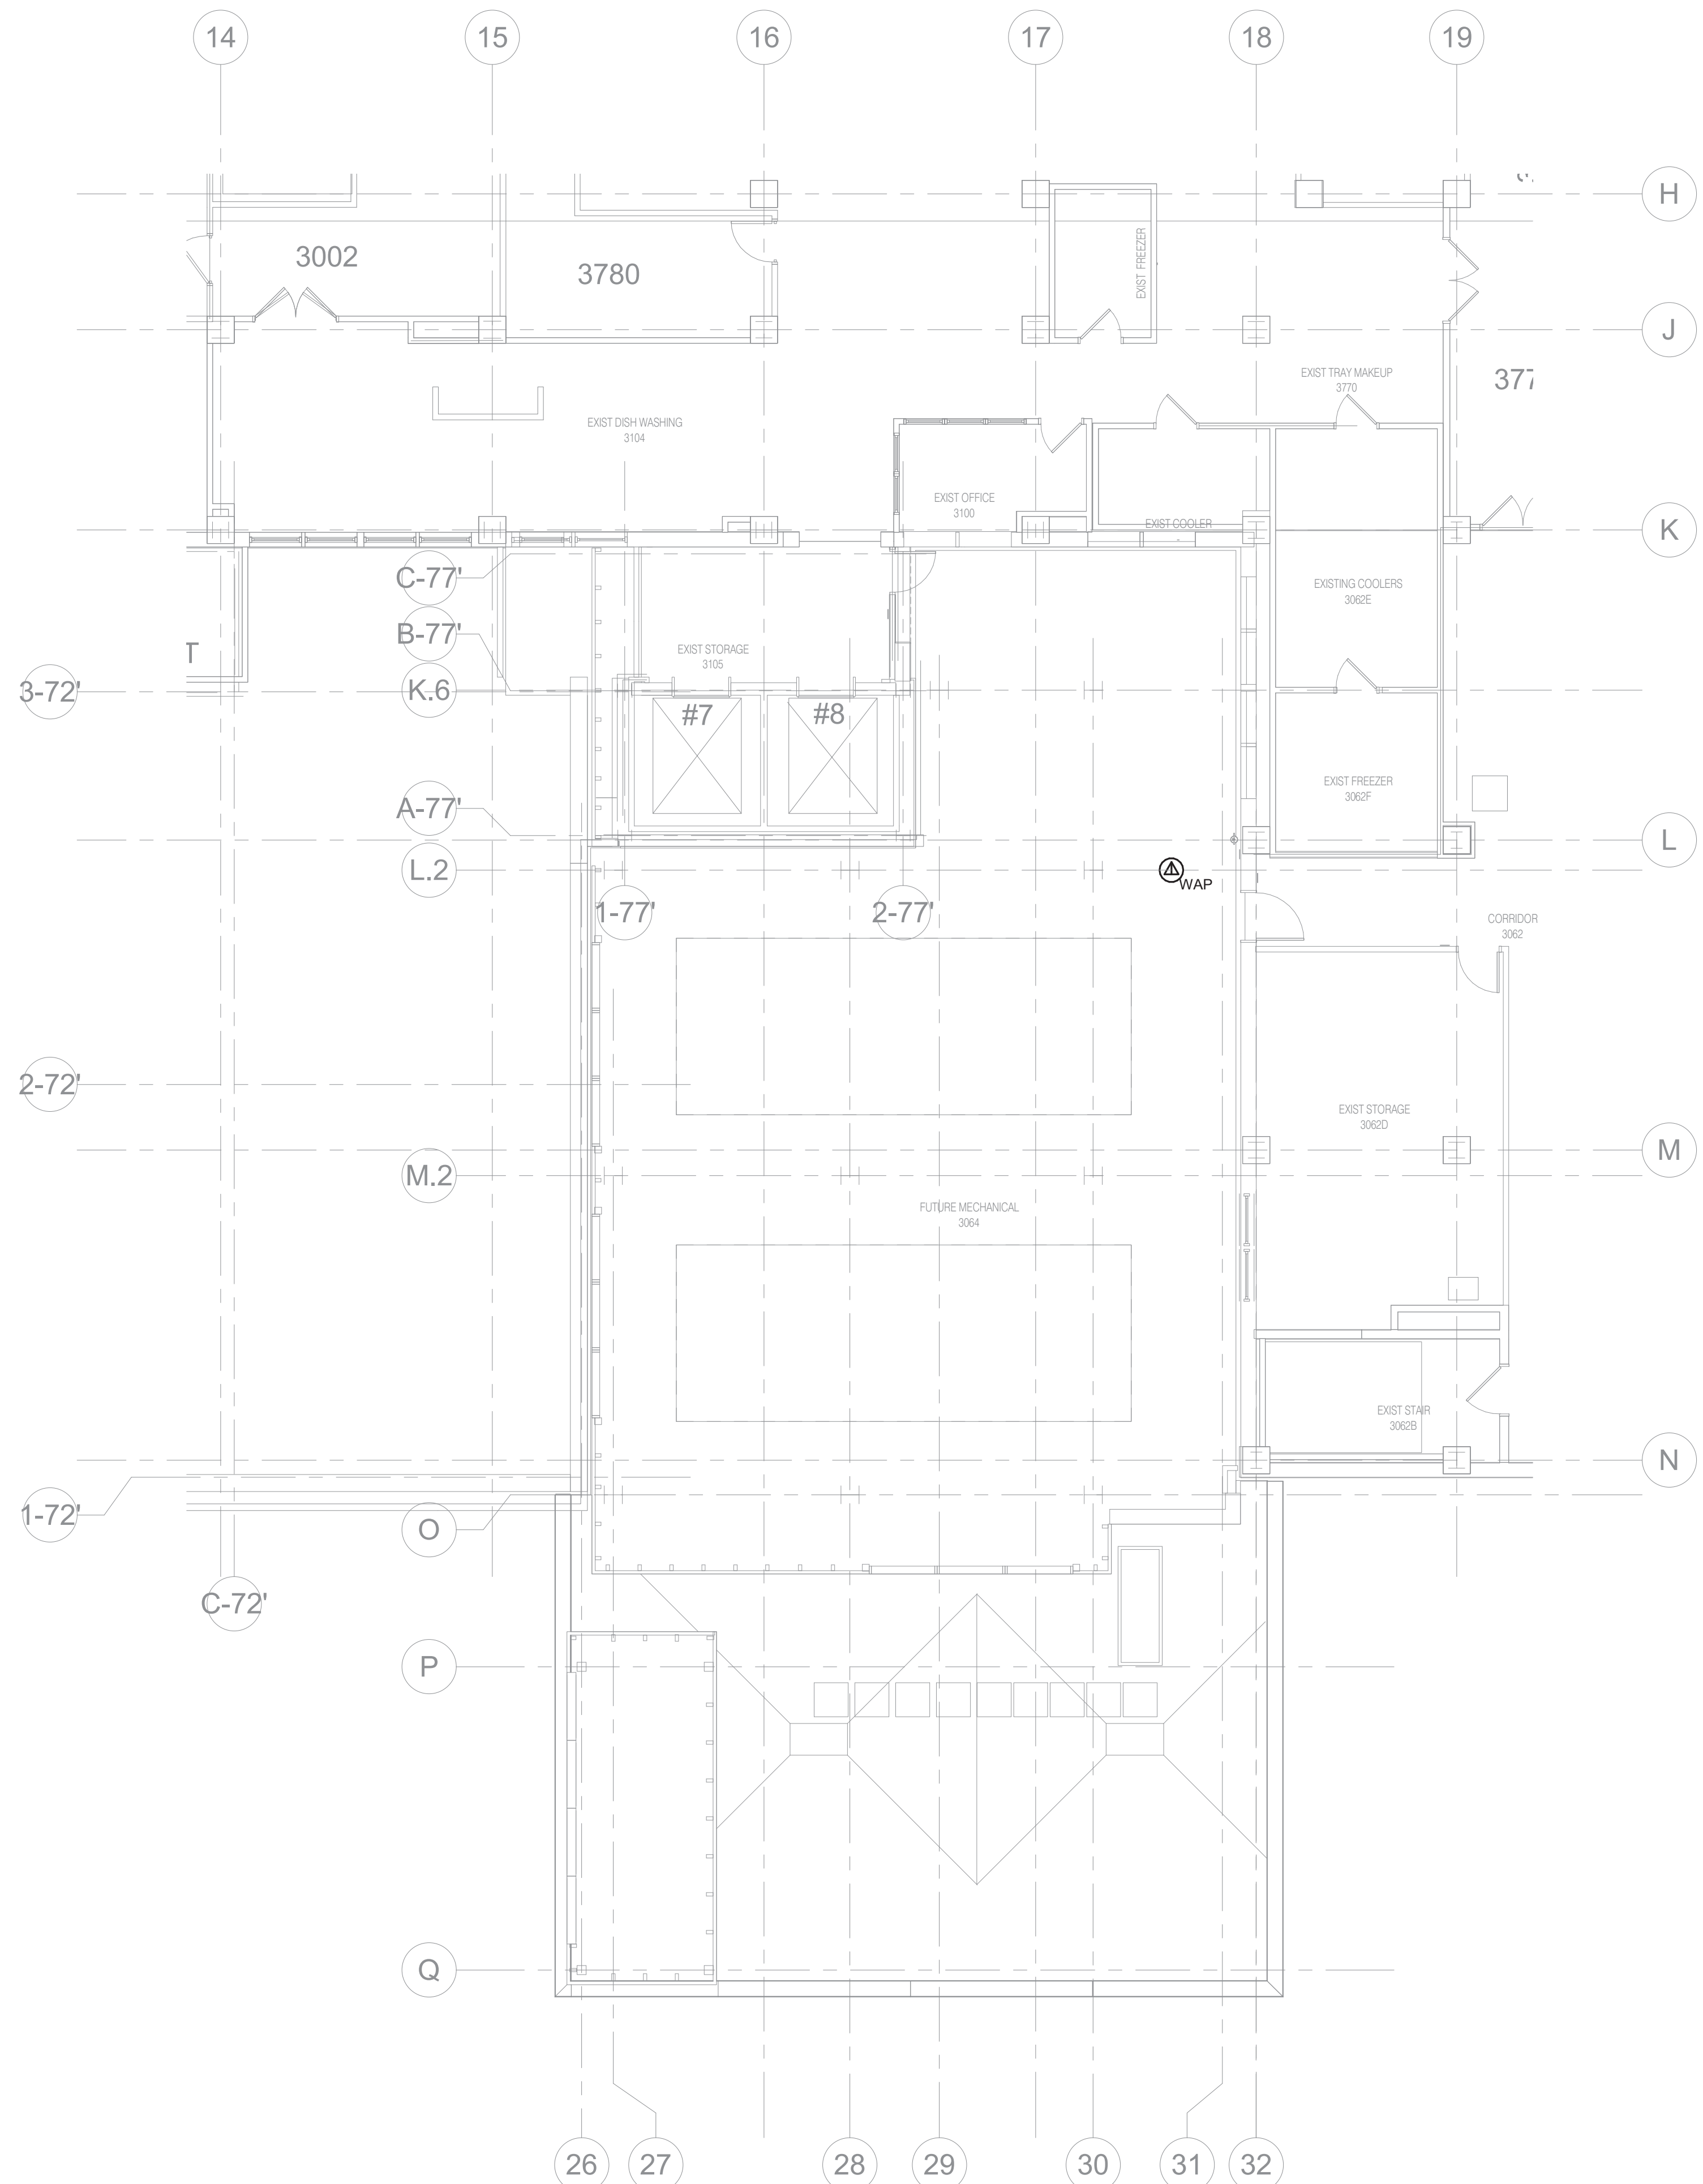 14
15
16
17
18
19
H
3002
3780
EXIST FREEZER
J
EXIST TRAY MAKEUP
3770
377
EXIST DISH WASHING
3104
EXIST OFFICE
3100
EXIST COOLER
K
C-77'
EXISTING COOLERS
3062E
B-77'
T
EXIST STORAGE
3105
3-72'
K.6
#7
#8
EXIST FREEZER
3062F
A-77'
L
L.2
WAP
1-77'
2-77'
CORRIDOR
3062
2-72'
EXIST STORAGE
3062D
M
M.2
FUTURE MECHANICAL
3064
EXIST STAIR
3062B
N
1-72'
O
C-72'
P
Q
26
27
28
29
30
31
32